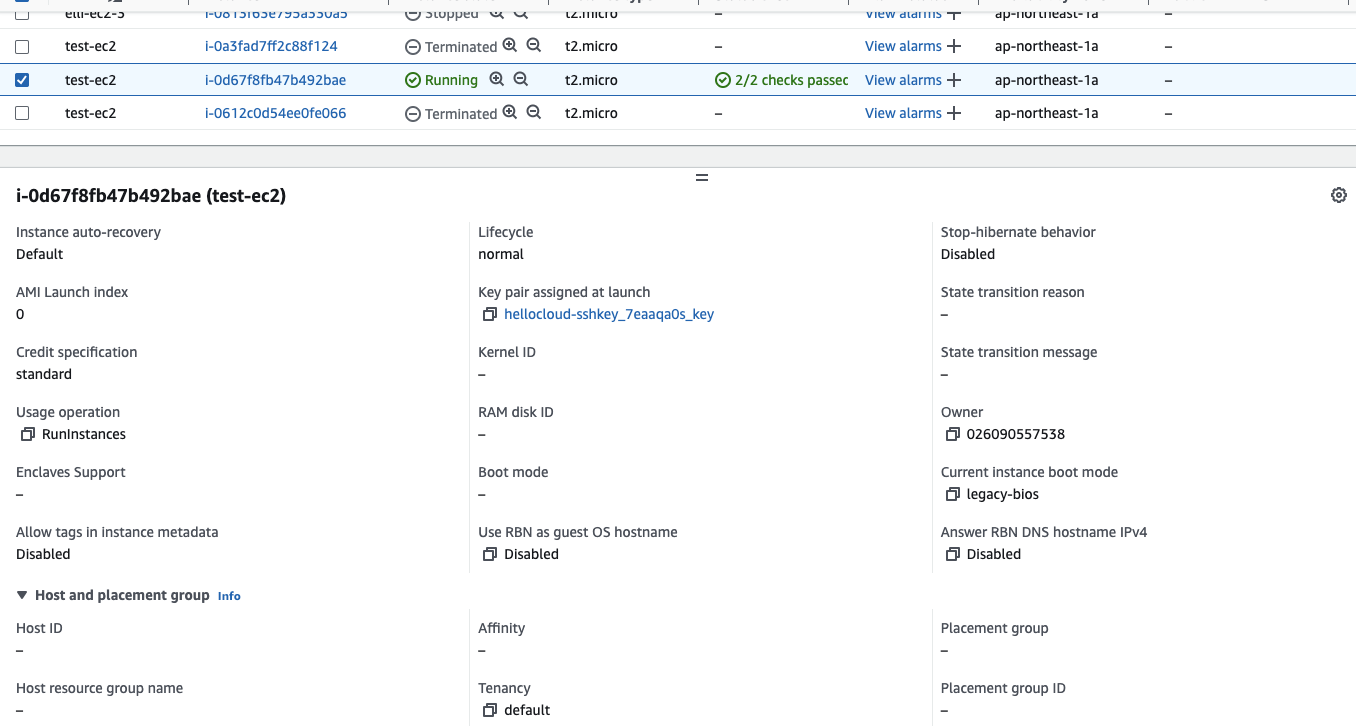 elli-ec2-3 i-0815f63e795a330a5 Stopped View alarms ap-northeast-1a –
test-ec2 i-0a3fad7ff2c88f124 Terminated t2.micro – View alarms ap-northeast-1a –
test-ec2 i-0d67f8fb47b492bae Running t2.micro 2/2 checks passec View alarms ap-northeast-1a –
test-ec2 i-0612c0d54ee0fe066 Terminated t2.micro – View alarms ap-northeast-1a –
i-0d67f8fb47b492bae (test-ec2)
Instance auto-recovery Lifecycle Stop-hibernate behavior
Default normal Disabled
AMI Launch index Key pair assigned at launch State transition reason
0 hellocloud-sshkey_7eaaqa0s_key –
Credit specification Kernel ID State transition message
standard – –
Usage operation RAM disk ID Owner
RunInstances – 026090557538
Enclaves Support Boot mode Current instance boot mode
– – legacy-bios
Allow tags in instance metadata Use RBN as guest OS hostname Answer RBN DNS hostname IPv4
Disabled Disabled Disabled
Host and placement group Info
Host ID Affinity Placement group
– – –
Host resource group name Tenancy Placement group ID
– default –